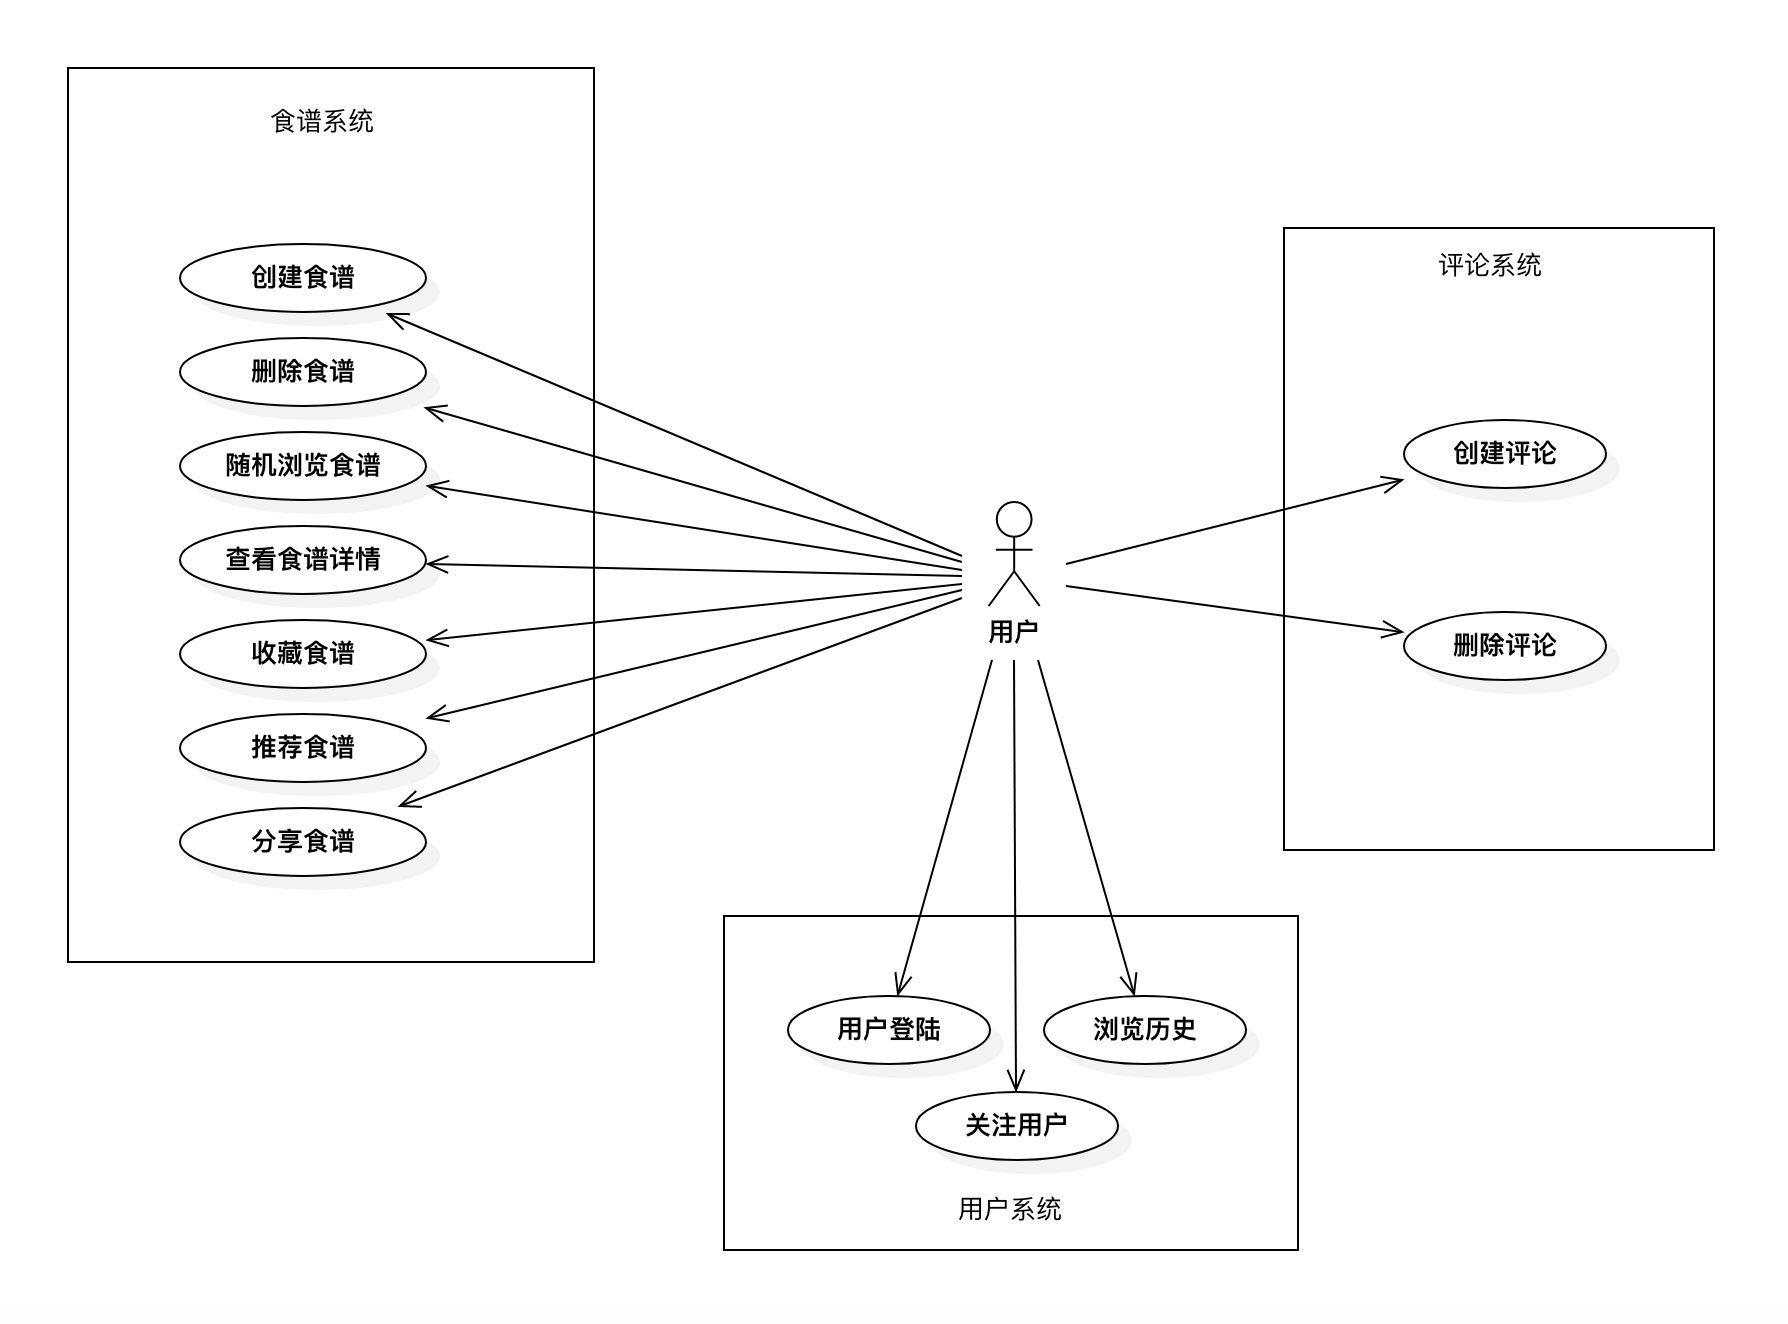 食谱系统
创建食谱
删除食谱
随机浏览食谱
查看食谱详情
收藏食谱
推荐食谱
分享食谱
用户
评论系统
创建评论
删除评论
用户登陆
浏览历史
关注用户
用户系统